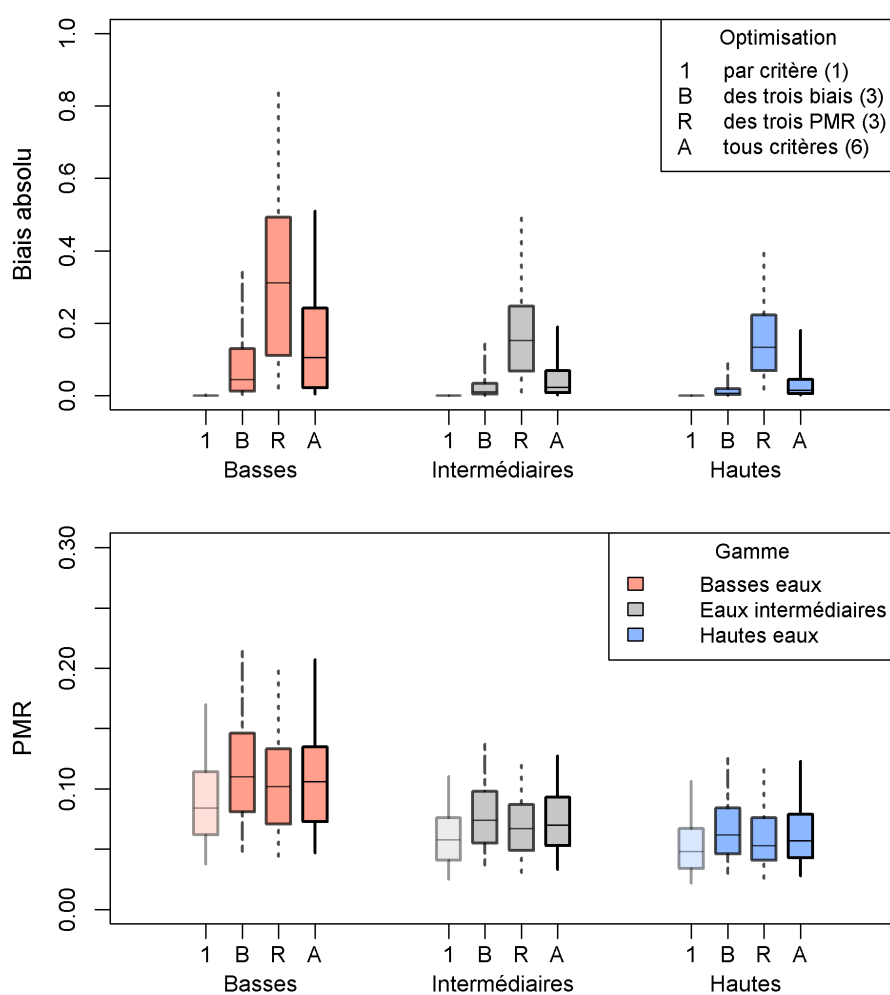 Optimisation
1 par critère (1)
B des trois biais (3)
R des trois PMR (3)
A tous critères (6)
Biais absolu
1.0
0.8
0.6
0.4
0.2
0.0
1 B R A 1 B R A 1 B R A
Basses Intermédiaires Hautes
Gamme
Basses eaux
Eaux intermédiaires
Hautes eaux
PMR
0.30
0.20
0.10
0.00
1 B R A 1 B R A 1 B R A
Basses Intermédiaires Hautes